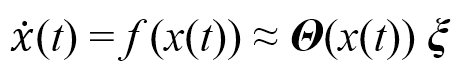 ẋ(t) = f (x(t)) ≈ Θ(x(t)) ξ